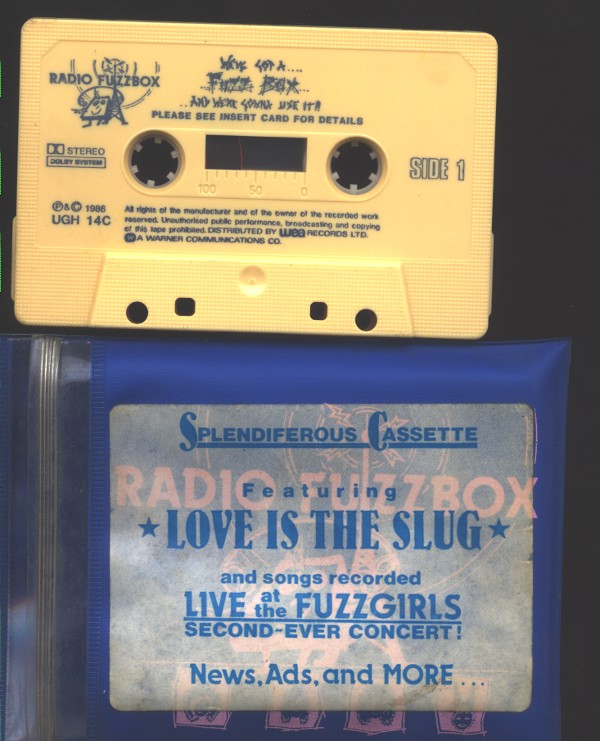 RADIO FUZZBOX
WE'VE GOT A....
..FUZZ BOX..
..AND WE'RE GONNA USE IT!!
PLEASE SEE INSERT CARD FOR DETAILS
STEREO
DOLBY SYSTEM
SIDE 1
100 50 0
℗&© 1986
UGH 14C
All rights of the manufacturer and of the owner of the recorded work
reserved. Unauthorised public performance, broadcasting and copying
of this tape prohibited. DISTRIBUTED BY wea RECORDS LTD.
A WARNER COMMUNICATIONS CO.
SPLENDIFEROUS CASSETTE
RADIO FUZZBOX
Featuring
★LOVE IS THE SLUG★
and songs recorded
LIVE at the FUZZGIRLS
SECOND-EVER CONCERT!
News, Ads, and MORE...